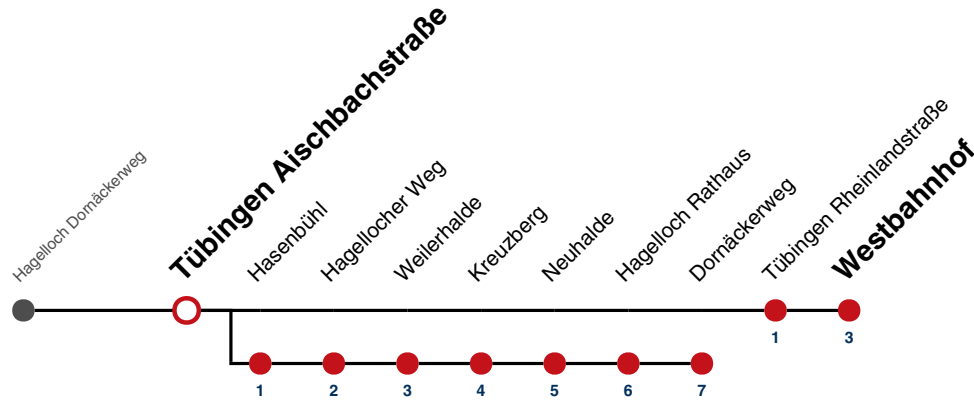 Hagelloch Dornäckerweg
Tübingen Aischbachstraße
Hasenbühl
Hagellocher Weg
Weilerhalde
Kreuzberg
Neuhalde
Hagelloch Rathaus
Dornäckerweg
Tübingen Rheinlandstraße
Westbahnhof
1 3
1 2 3 4 5 6 7